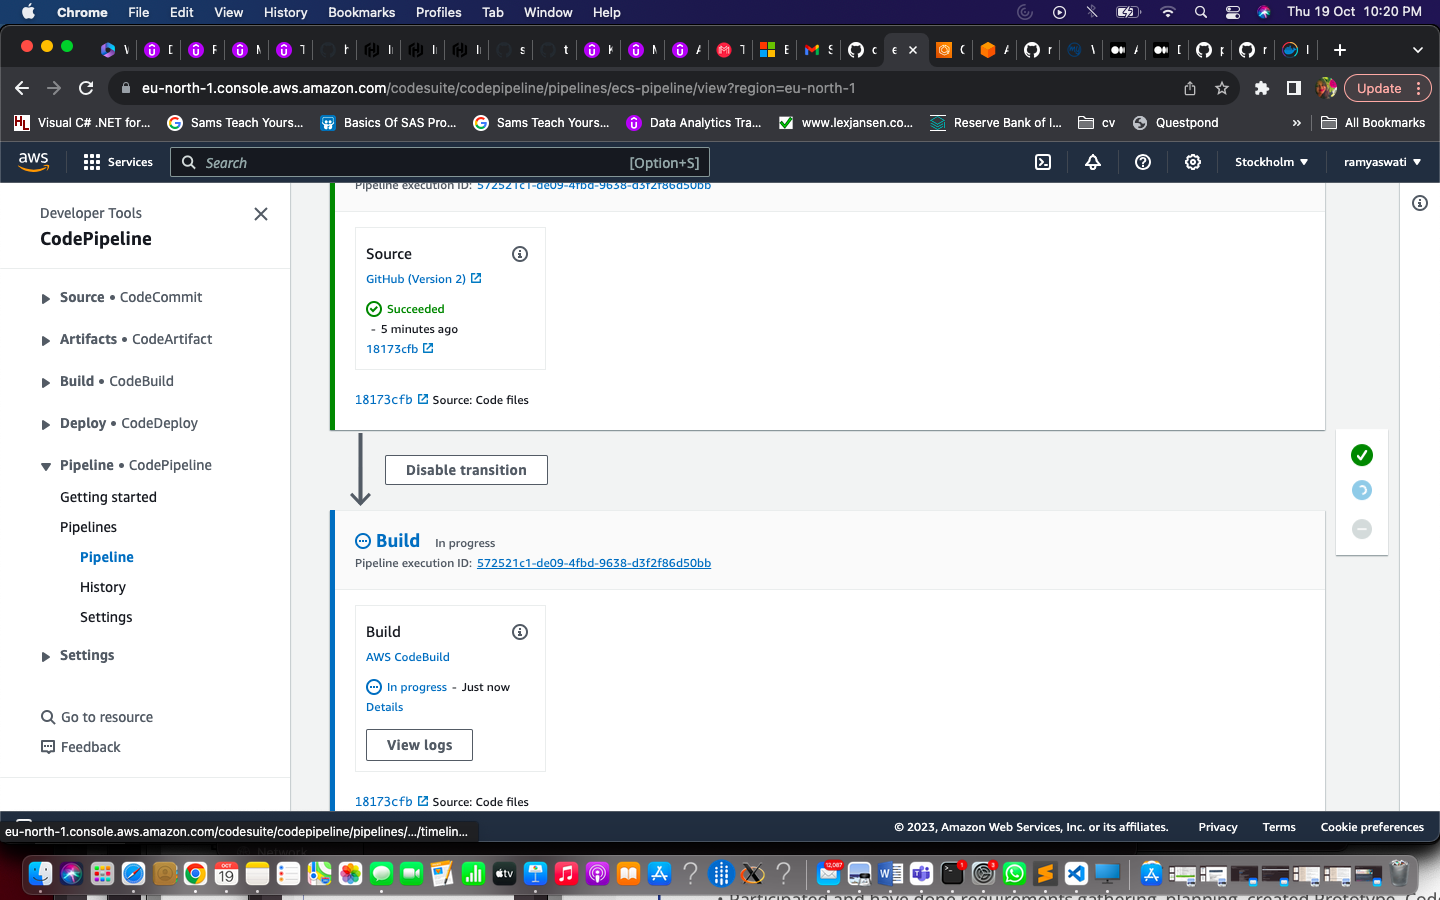 Chrome File Edit View History Bookmarks Profiles Tab Window Help Thu 19 Oct 10:20 PM
eu-north-1.console.aws.amazon.com/codesuite/codepipeline/pipelines/ecs-pipeline/view?region=eu-north-1 Update
Visual C# .NET for... Sams Teach Yours... Basics Of SAS Pro... Sams Teach Yours... Data Analytics Tra... www.lexjansen.co... Reserve Bank of I... cv Questpond » All Bookmarks
aws Services Search [Option+S] Stockholm ramyaswati
Developer Tools
CodePipeline
Source • CodeCommit
Artifacts • CodeArtifact
Build • CodeBuild
Deploy • CodeDeploy
Pipeline • CodePipeline
Getting started
Pipelines
Pipeline
History
Settings
Settings
Go to resource
Feedback
Pipeline execution ID: 572521c1-de09-4fbd-9638-d3f2f86d50bb
Source
GitHub (Version 2)
Succeeded
- 5 minutes ago
18173cfb
18173cfb Source: Code files
Disable transition
Build In progress
Pipeline execution ID: 572521c1-de09-4fbd-9638-d3f2f86d50bb
Build
AWS CodeBuild
In progress - Just now
Details
View logs
18173cfb Source: Code files
eu-north-1.console.aws.amazon.com/codesuite/codepipeline/pipelines/.../timelin...
© 2023, Amazon Web Services, Inc. or its affiliates. Privacy Terms Cookie preferences
OCT
19
tv
12,087
1
3